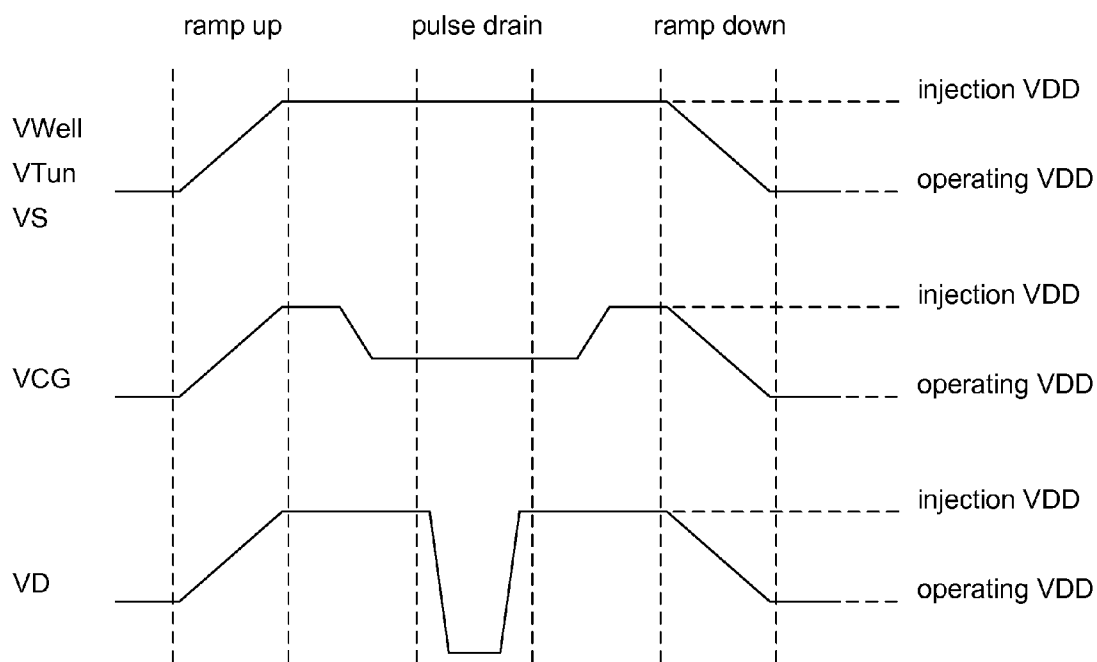 ramp up pulse drain ramp down
injection VDD
VWell
VTun
operating VDD
VS
injection VDD
VCG
operating VDD
injection VDD
VD
operating VDD